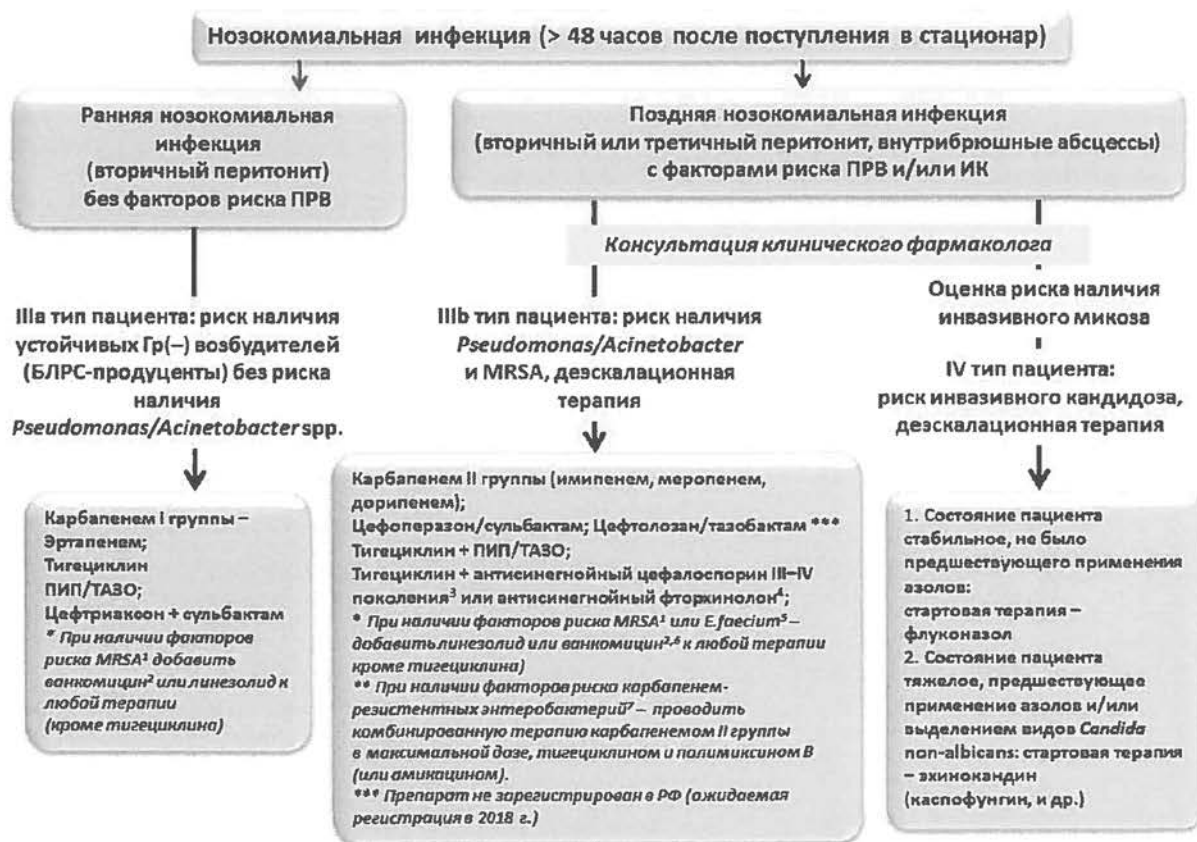 Нозокомиальная инфекция (> 48 часов после поступления в стационар)
Ранняя нозокомиальная
инфекция
(вторичный перитонит)
без факторов риска ПРВ
Поздняя нозокомиальная инфекция
(вторичный или третичный перитонит, внутрибрюшные абсцессы)
с факторами риска ПРВ и/или ИК
Консультация клинического фармаколога
IIIa тип пациента: риск наличия
устойчивых Гр(–) возбудителей
(БЛРС-продуценты) без риска
наличия
Pseudomonas/Acinetobacter spp.
IIIb тип пациента: риск наличия
Pseudomonas/Acinetobacter
и MRSA, деэскалационная
терапия
Оценка риска наличия
инвазивного микоза
IV тип пациента:
риск инвазивного кандидоза,
деэскалационная терапия
Карбапенем I группы –
Эртапенем;
Тигециклин
ПИП/ТАЗО;
Цефтриаксон + сульбактам
* При наличии факторов
риска MRSA¹ добавить
ванкомицин² или линезолид к
любой терапии
(кроме тигециклина)
Карбапенем II группы (имипенем, меропенем,
дорипенем);
Цефоперазон/сульбактам; Цефтолозан/тазобактам ***
Тигециклин + ПИП/ТАЗО;
Тигециклин + антисинегнойный цефалоспорин III–IV
поколения³ или антисинегнойный фторхинолон⁴;
* При наличии факторов риска MRSA¹ или E.faecium⁵ –
добавить линезолид или ванкомицин²,⁶ к любой терапии
кроме тигециклина)
** При наличии факторов риска карбапенем-
резистентных энтеробактерий⁷ – проводить
комбинированную терапию карбапенемом II группы
в максимальной дозе, тигециклином и полимиксином В
(или амикацином).
*** Препарат не зарегистрирован в РФ (ожидаемая
регистрация в 2018 г.)
1. Состояние пациента
стабильное, не было
предшествующего применения
азолов:
стартовая терапия –
флуконазол
2. Состояние пациента
тяжелое, предшествующее
применение азолов и/или
выделением видов Candida
non-albicans: стартовая терапия
– эхинокандин
(каспофунгин, и др.)